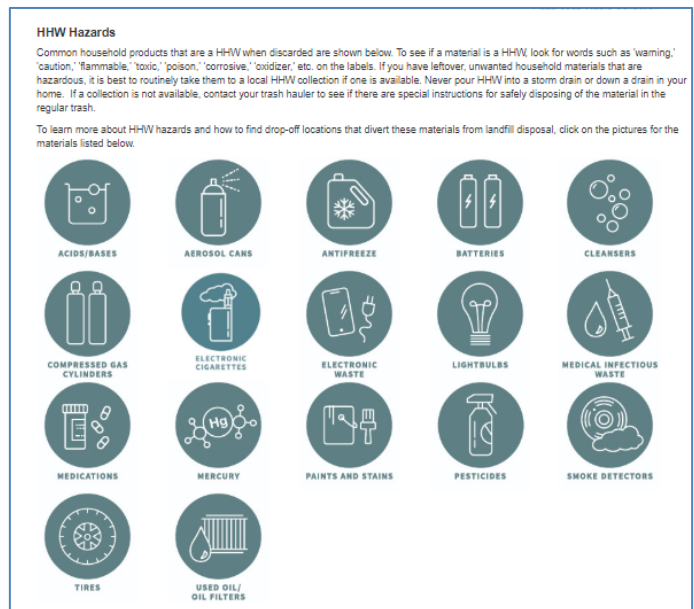 HHW Hazards
Common household products that are a HHW when discarded are shown below. To see if a material is a HHW, look for words such as 'warning,'
'caution,' 'flammable,' 'toxic,' 'poison,' 'corrosive,' 'oxidizer,' etc. on the labels. If you have leftover, unwanted household materials that are
hazardous, it is best to routinely take them to a local HHW collection if one is available. Never pour HHW into a storm drain or down a drain in your
home. If a collection is not available, contact your trash hauler to see if there are special instructions for safely disposing of the material in the
regular trash.
To learn more about HHW hazards and how to find drop-off locations that divert these materials from landfill disposal, click on the pictures for the
materials listed below.
ACIDS/BASES
AEROSOL CANS
ANTIFREEZE
BATTERIES
CLEANSERS
COMPRESSED GAS
CYLINDERS
ELECTRONIC
CIGARETTES
ELECTRONIC
WASTE
LIGHTBULBS
MEDICAL INFECTIOUS
WASTE
MEDICATIONS
Hg
MERCURY
PAINTS AND STAINS
PESTICIDES
SMOKE DETECTORS
TIRES
USED OIL/
OIL FILTERS